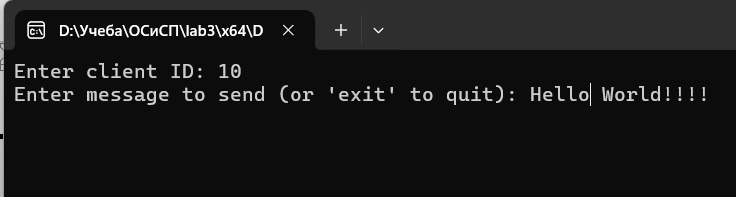 D:\Учеба\ОСиСП\lab3\x64\D
Enter client ID: 10
Enter message to send (or 'exit' to quit): Hello World!!!!